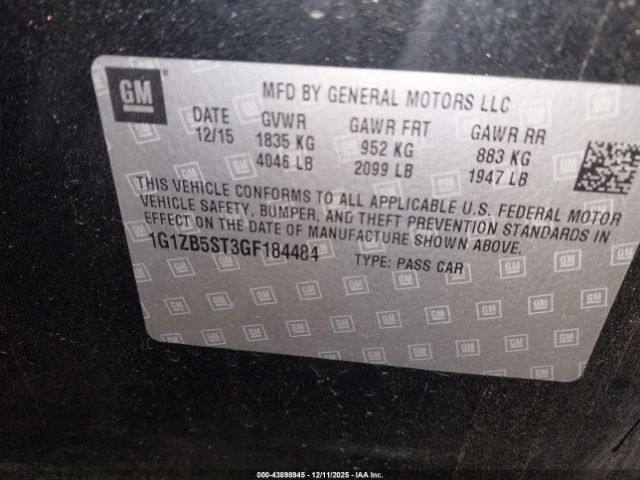 GM
MFD BY GENERAL MOTORS LLC
DATE GVWR GAWR FRT GAWR RR
12/15 1835 KG 952 KG 883 KG
4046 LB 2099 LB 1947 LB
THIS VEHICLE CONFORMS TO ALL APPLICABLE U.S. FEDERAL MOTOR
VEHICLE SAFETY, BUMPER, AND THEFT PREVENTION STANDARDS IN
EFFECT ON THE DATE OF MANUFACTURE SHOWN ABOVE.
1G1ZB5ST3GF184484 TYPE: PASS CAR
© 43898945 - 12/11/2025 - IAA Inc.